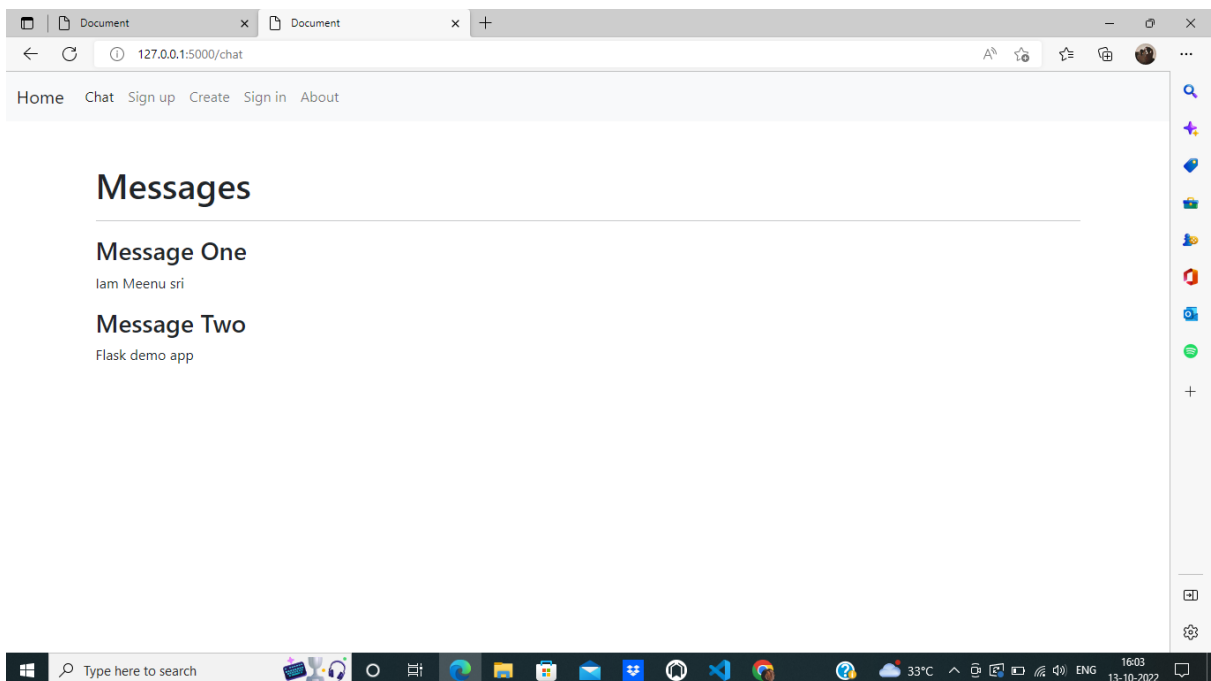 Document
Document
127.0.0.1:5000/chat
Home Chat Sign up Create Sign in About
Messages
Message One
Iam Meenu sri
Message Two
Flask demo app
Type here to search
33°C
ENG
16:03
13-10-2022